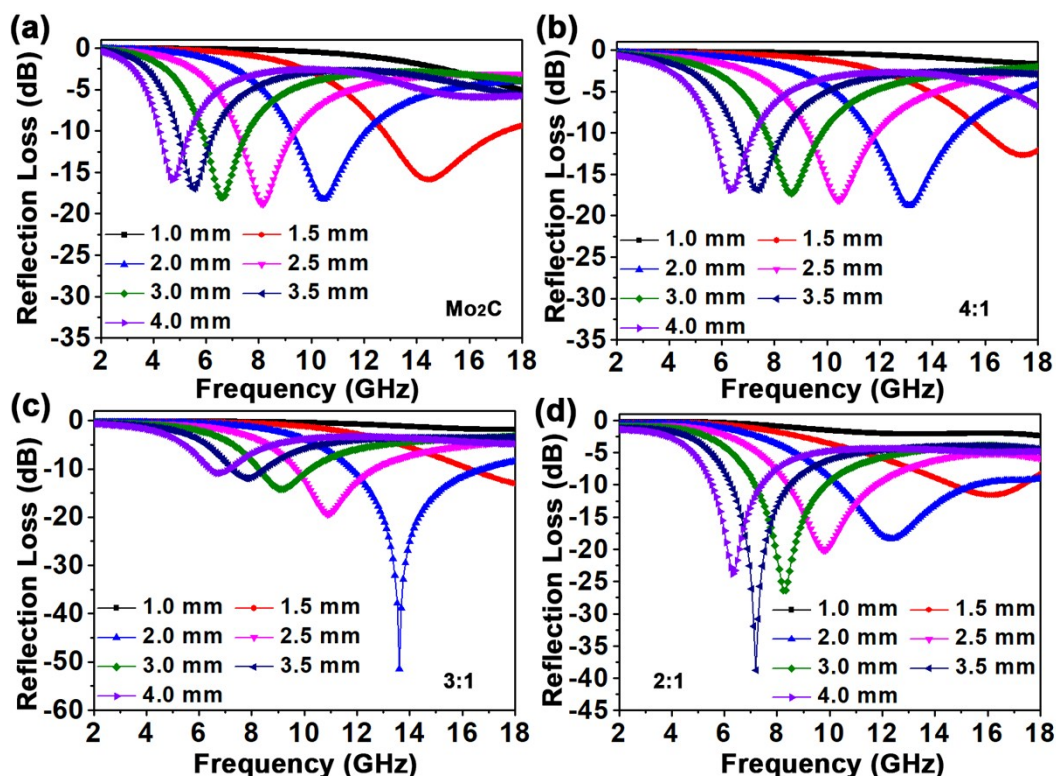 (a)
Reflection Loss (dB)
0
-5
-10
-15
-20
-25
-30
-35
1.0 mm 1.5 mm
2.0 mm 2.5 mm
3.0 mm 3.5 mm
4.0 mm
Mo₂C
2 4 6 8 10 12 14 16 18
Frequency (GHz)
(b)
Reflection Loss (dB)
0
-5
-10
-15
-20
-25
-30
-35
1.0 mm 1.5 mm
2.0 mm 2.5 mm
3.0 mm 3.5 mm
4.0 mm
4:1
2 4 6 8 10 12 14 16 18
Frequency (GHz)
(c)
Reflection Loss (dB)
0
-10
-20
-30
-40
-50
-60
1.0 mm 1.5 mm
2.0 mm 2.5 mm
3.0 mm 3.5 mm
4.0 mm
3:1
2 4 6 8 10 12 14 16 18
Frequency (GHz)
(d)
Reflection Loss (dB)
0
-5
-10
-15
-20
-25
-30
-35
-40
-45
1.0 mm 1.5 mm
2.0 mm 2.5 mm
3.0 mm 3.5 mm
4.0 mm
2:1
2 4 6 8 10 12 14 16 18
Frequency (GHz)